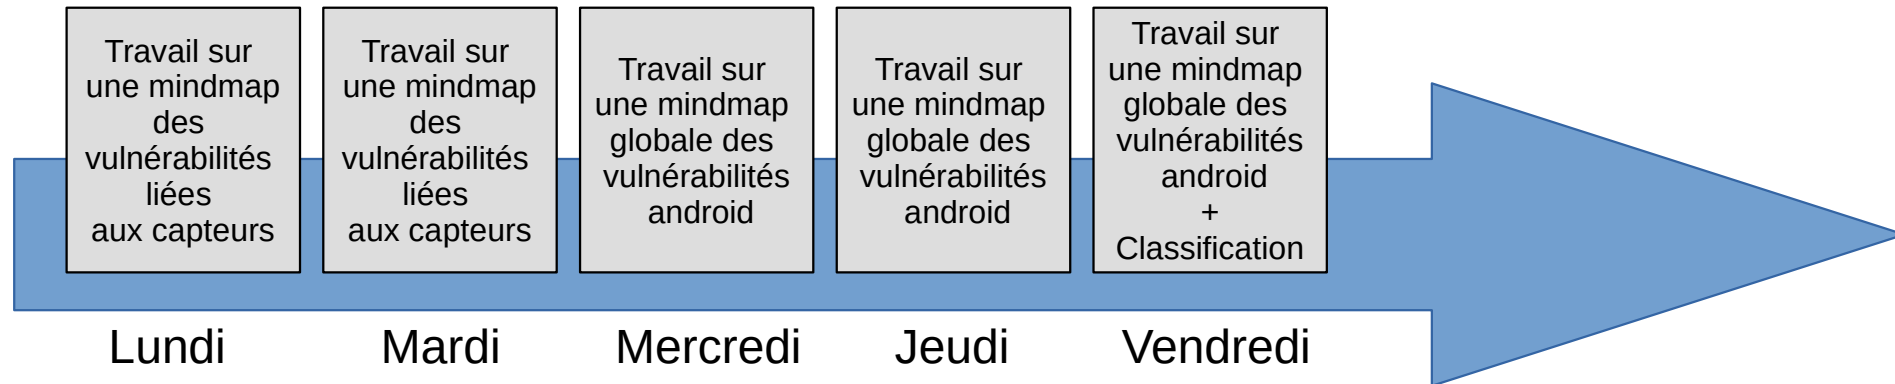 Travail sur
une mindmap
des
vulnérabilités
liées
aux capteurs
Travail sur
une mindmap
des
vulnérabilités
liées
aux capteurs
Travail sur
une mindmap
globale des
vulnérabilités
android
Travail sur
une mindmap
globale des
vulnérabilités
android
Travail sur
une mindmap
globale des
vulnérabilités
android
+
Classification
Lundi
Mardi
Mercredi
Jeudi
Vendredi